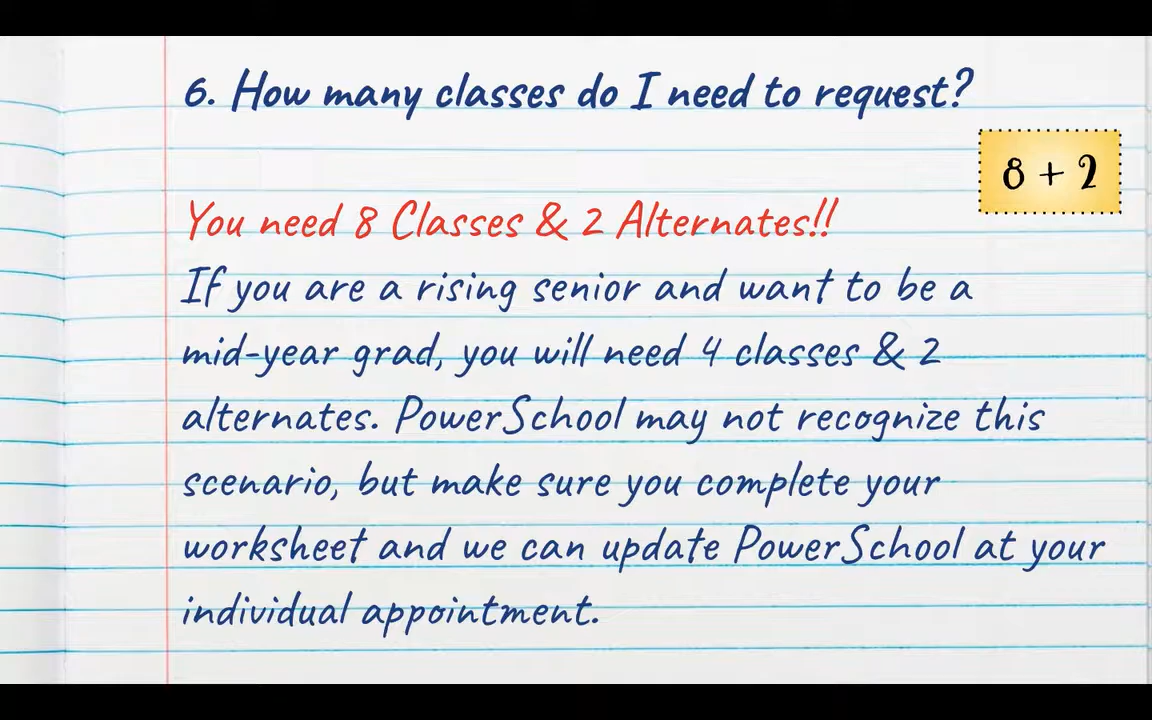 6. How many classes do I need to request?
8 + 2
You need 8 Classes & 2 Alternates!!
If you are a rising senior and want to be a
mid-year grad, you will need 4 classes & 2
alternates. PowerSchool may not recognize this
scenario, but make sure you complete your
worksheet and we can update PowerSchool at your
individual appointment.